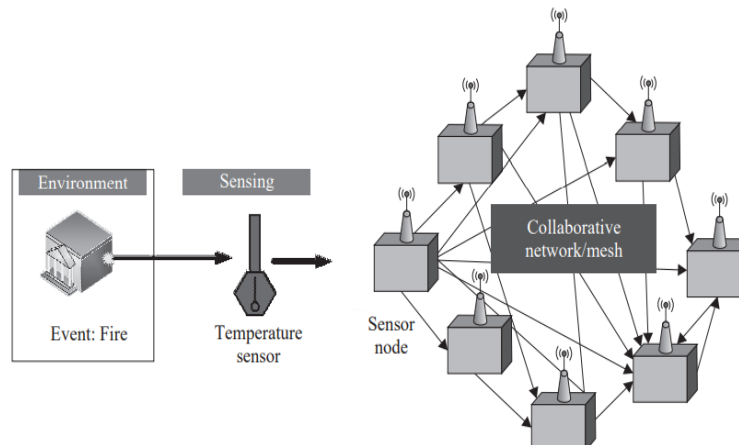 Environment
Sensing
Event: Fire
Temperature
sensor
Sensor
node
Collaborative
network/mesh